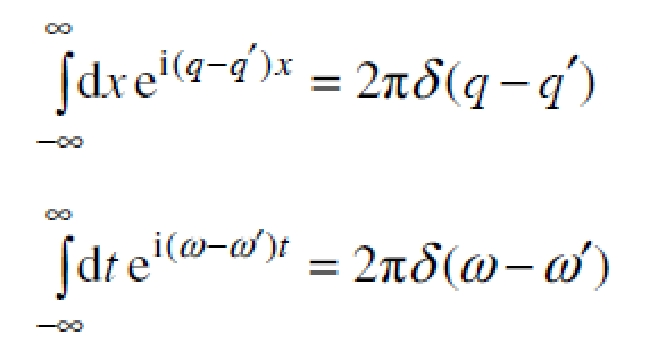 ∫_{−∞}^{∞} dx e^{i(q−q′)x} = 2πδ(q−q′)
∫_{−∞}^{∞} dt e^{i(ω−ω′)t} = 2πδ(ω−ω′)